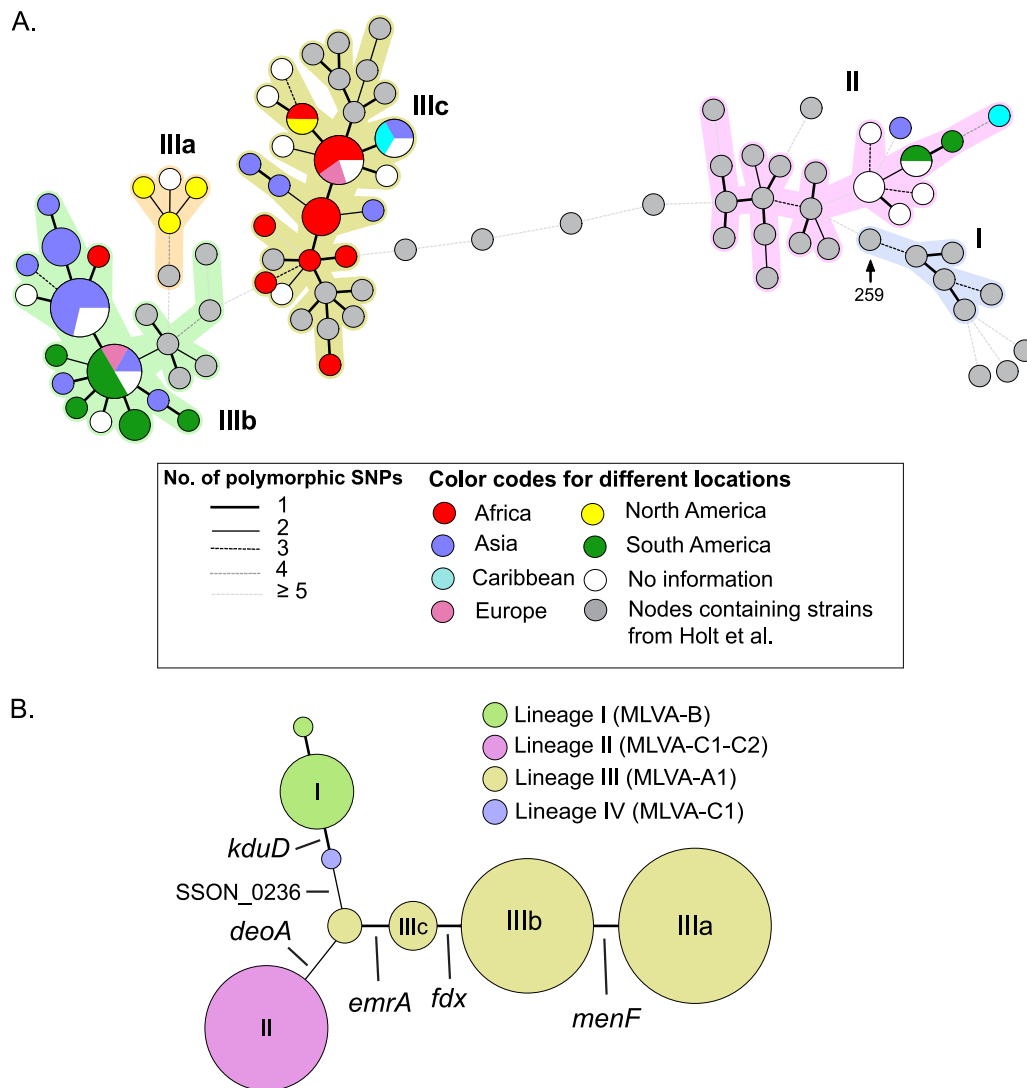 A.
IIIa
IIIc
II
I
259
IIIb
No. of polymorphic SNPs
1
2
3
4
≥ 5
Color codes for different locations
Africa
North America
Asia
South America
Caribbean
No information
Europe
Nodes containing strains
from Holt et al.
B.
Lineage I (MLVA-B)
Lineage II (MLVA-C1-C2)
Lineage III (MLVA-A1)
Lineage IV (MLVA-C1)
I
kduD
SSON_0236
deoA
IIIc
IIIb
IIIa
emrA
fdx
menF
II